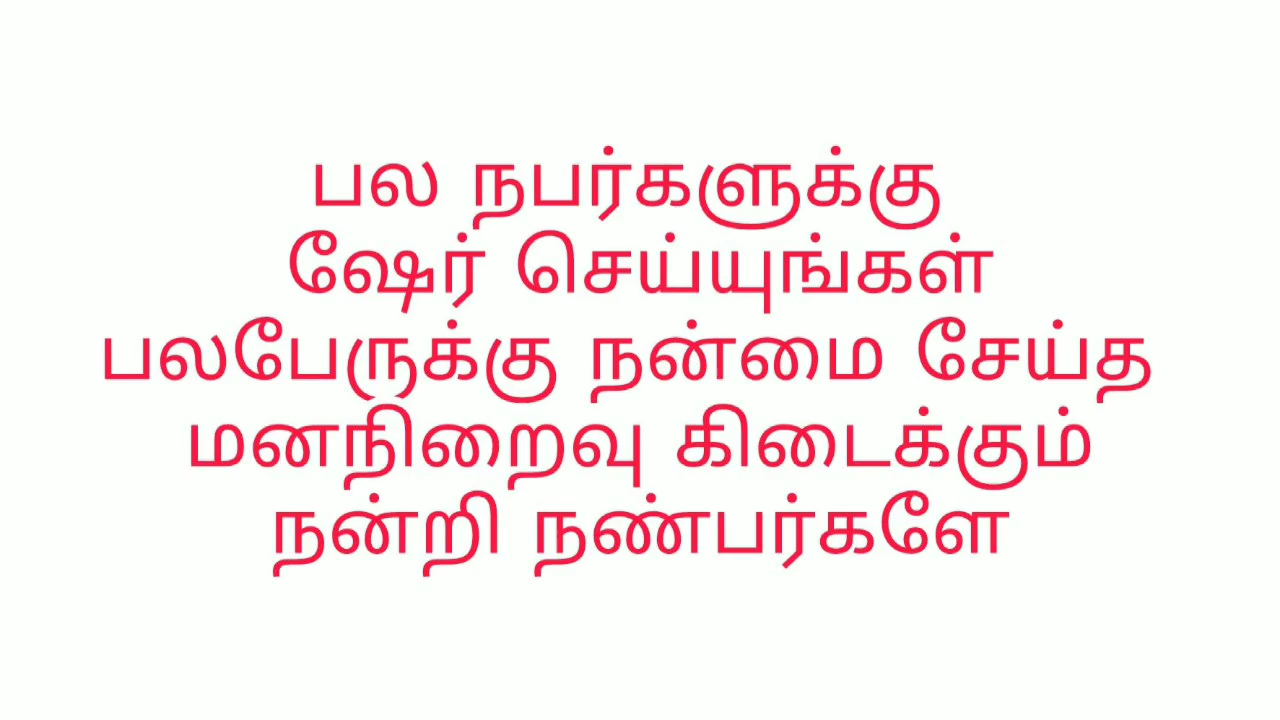 பல நபர்களுக்கு
ஷேர் செய்யுங்கள்
பலபேருக்கு நன்மை சேய்த
மனநிறைவு கிடைக்கும்
நன்றி நண்பர்களே